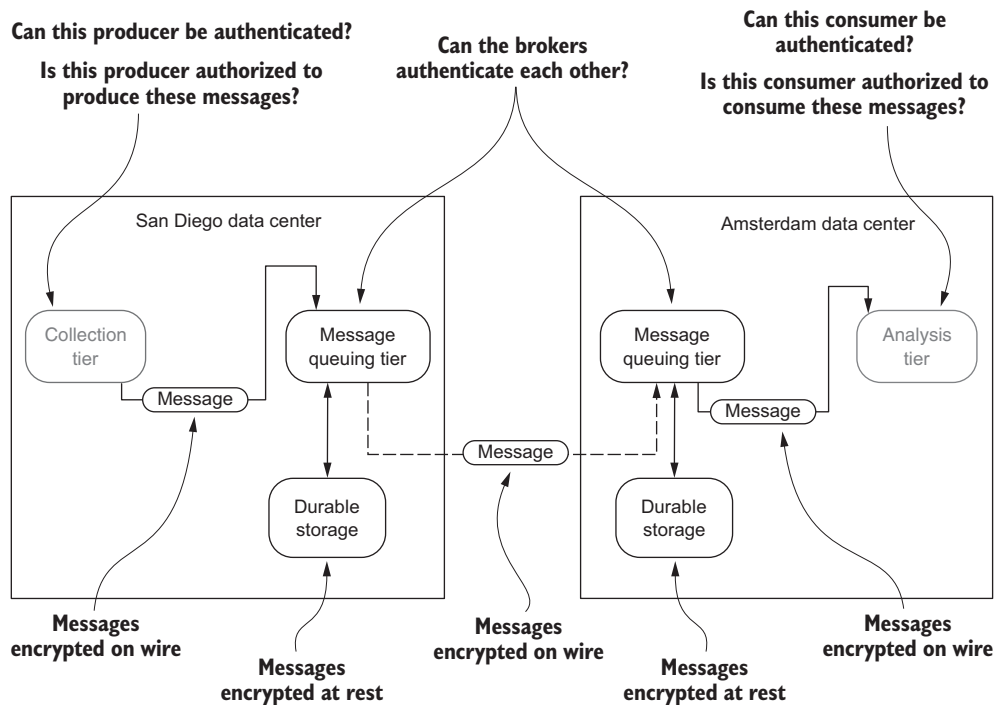 Can this producer be authenticated?
Is this producer authorized to
produce these messages?
Can the brokers
authenticate each other?
Can this consumer be
authenticated?
Is this consumer authorized to
consume these messages?
San Diego data center
Amsterdam data center
Collection
tier
Message
queuing tier
Message
queuing tier
Analysis
tier
Message
Message
Message
Durable
storage
Durable
storage
Messages
encrypted on wire
Messages
encrypted at rest
Messages
encrypted on wire
Messages
encrypted at rest
Messages
encrypted on wire